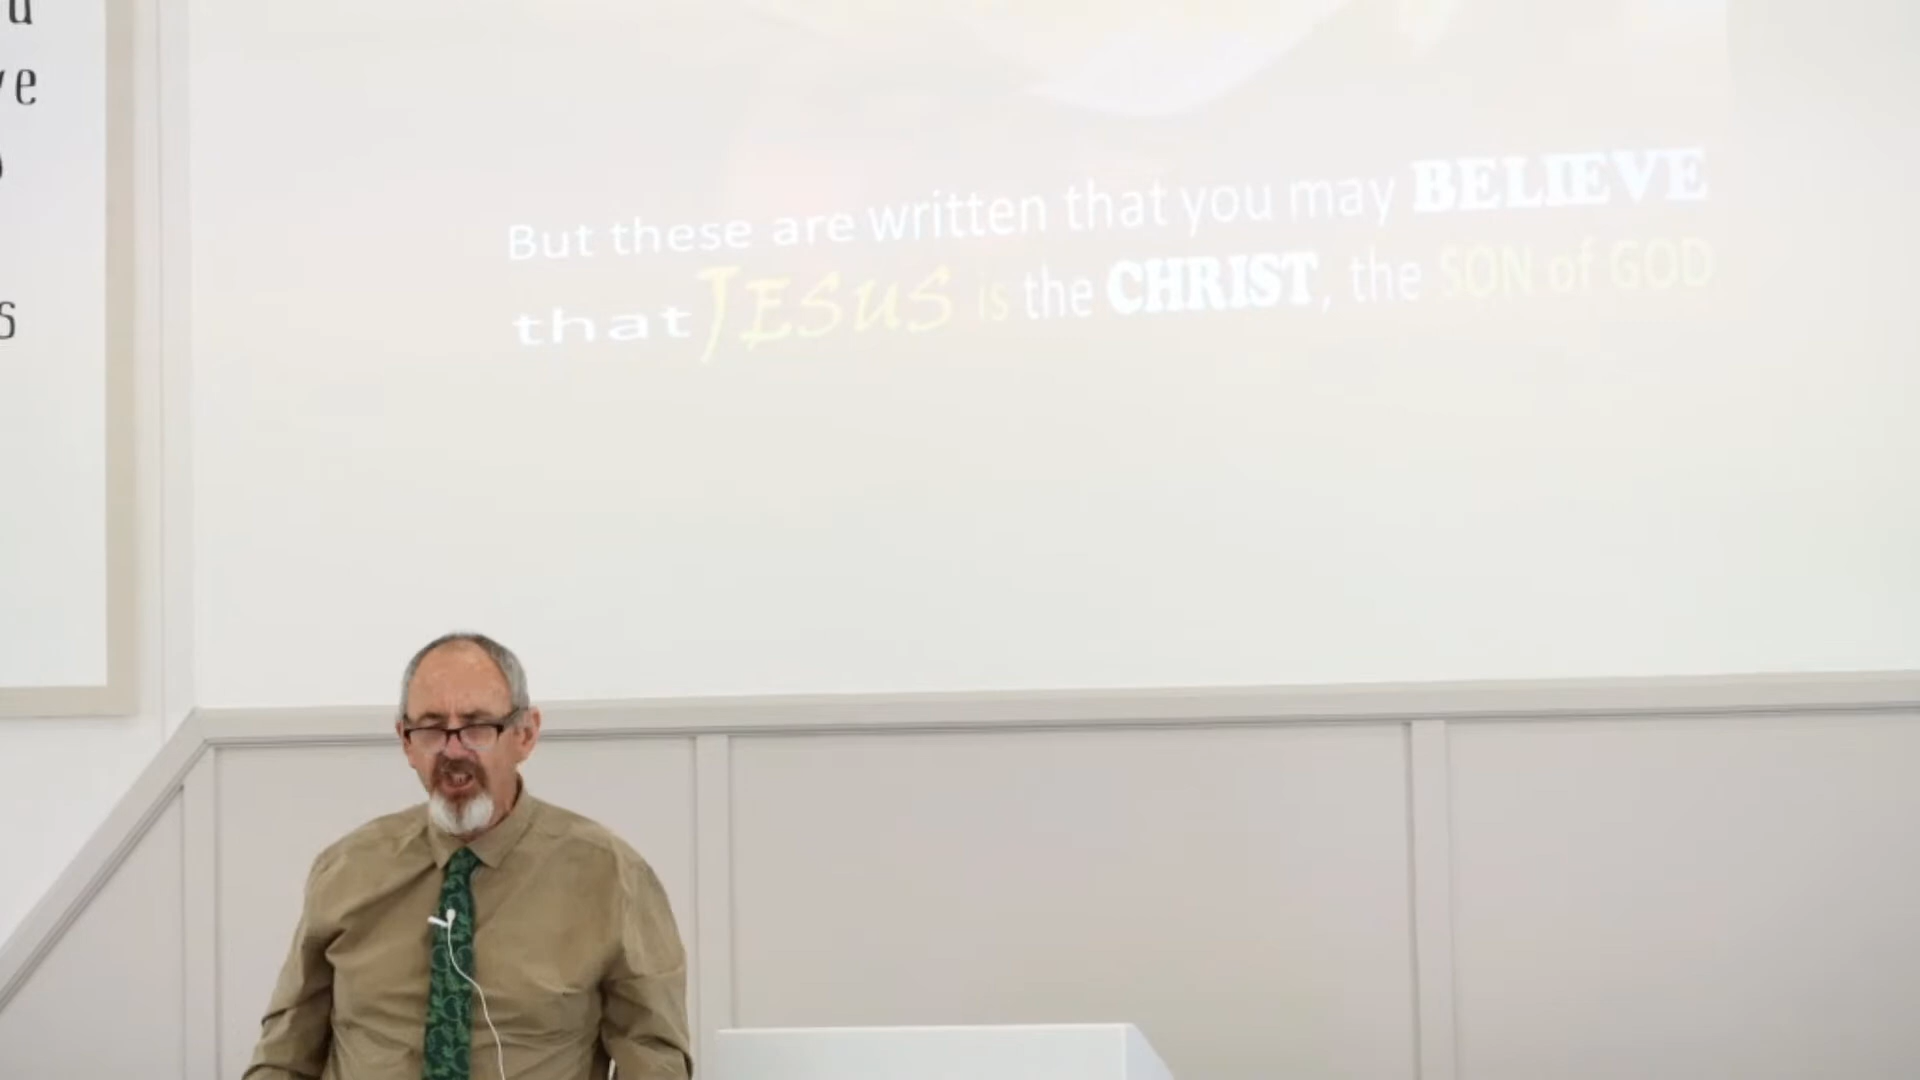 But these are written that you may BELIEVE
that JESUS is the CHRIST, the SON of GOD